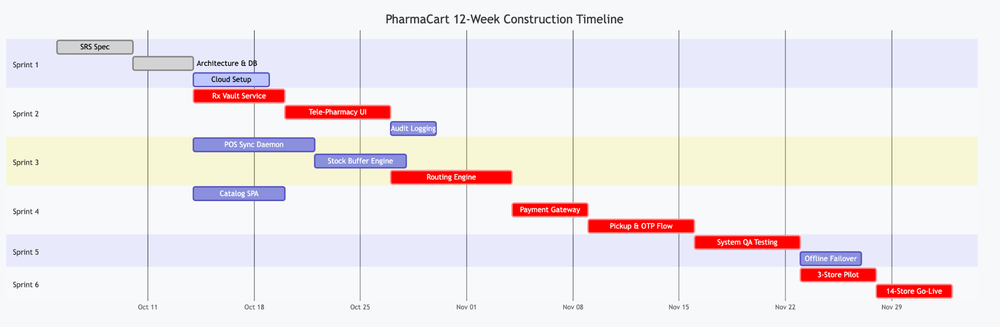 PharmaCart 12-Week Construction Timeline
Sprint 1
SRS Spec
Architecture & DB
Cloud Setup
Sprint 2
Rx Vault Service
Tele-Pharmacy UI
Audit Logging
Sprint 3
POS Sync Daemon
Stock Buffer Engine
Routing Engine
Sprint 4
Catalog SPA
Payment Gateway
Pickup & OTP Flow
Sprint 5
System QA Testing
Offline Failover
Sprint 6
3-Store Pilot
14-Store Go-Live
Oct 11
Oct 18
Oct 25
Nov 01
Nov 08
Nov 15
Nov 22
Nov 29